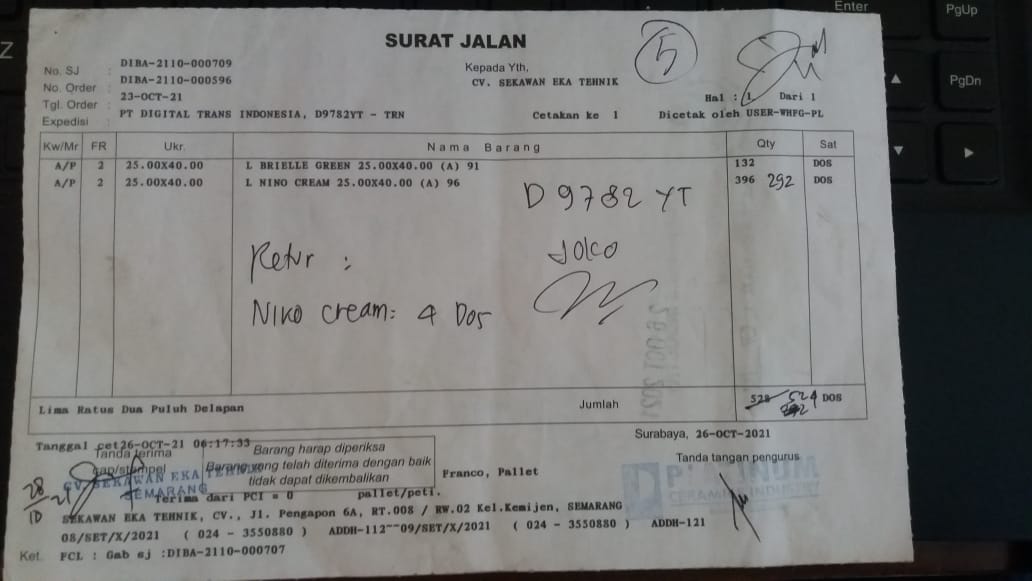 Enter
PgUp
PgDn
Z
SURAT JALAN
5
No. SJ : DIBA-2110-000709
No. Order : DIBA-2110-000596
Tgl. Order : 23-OCT-21
Expedisi : PT DIGITAL TRANS INDONESIA, D9782YT - TRN
Kepada Yth,
CV. SEKAWAN EKA TEHNIK
Hal : 1 Dari 1
Cetakan ke 1
Dicetak oleh USER-WHFG-PL
Kw/Mr FR Ukr. Nama Barang Qty Sat
A/P 2 25.00X40.00 L BRIELLE GREEN 25.00X40.00 (A) 91 132 DOS
A/P 2 25.00X40.00 L NINO CREAM 25.00X40.00 (A) 96 396 292 DOS
D 9782 YT
Retur :
JOKO
NIKO cream: 4 Dos
26 OCT 2021
Lima Ratus Dua Puluh Delapan Jumlah 528 524 DOS
Tanggal cet26-OCT-21 06:17:33
Surabaya, 26-OCT-2021
Tanda terima
cap/stempel
Barang harap diperiksa
Barang yang telah diterima dengan baik
tidak dapat dikembalikan
Tanda tangan pengurus
Franco, Pallet
CV. SEKAWAN EKA TEHNIK
SEMARANG
PLATINUM
CERAMICS INDUSTRY
28/10 21
Terima dari PCI = 0 pallet/peti.
SEKAWAN EKA TEHNIK, CV., Jl. Pengapon 6A, RT.008 / RW.02 Kel.Kemijen, SEMARANG
08/SET/X/2021 ( 024 - 3550880 ) ADDH-112~~09/SET/X/2021 ( 024 - 3550880 ) ADDH-121
Ket. FCL : Gab sj :DIBA-2110-000707